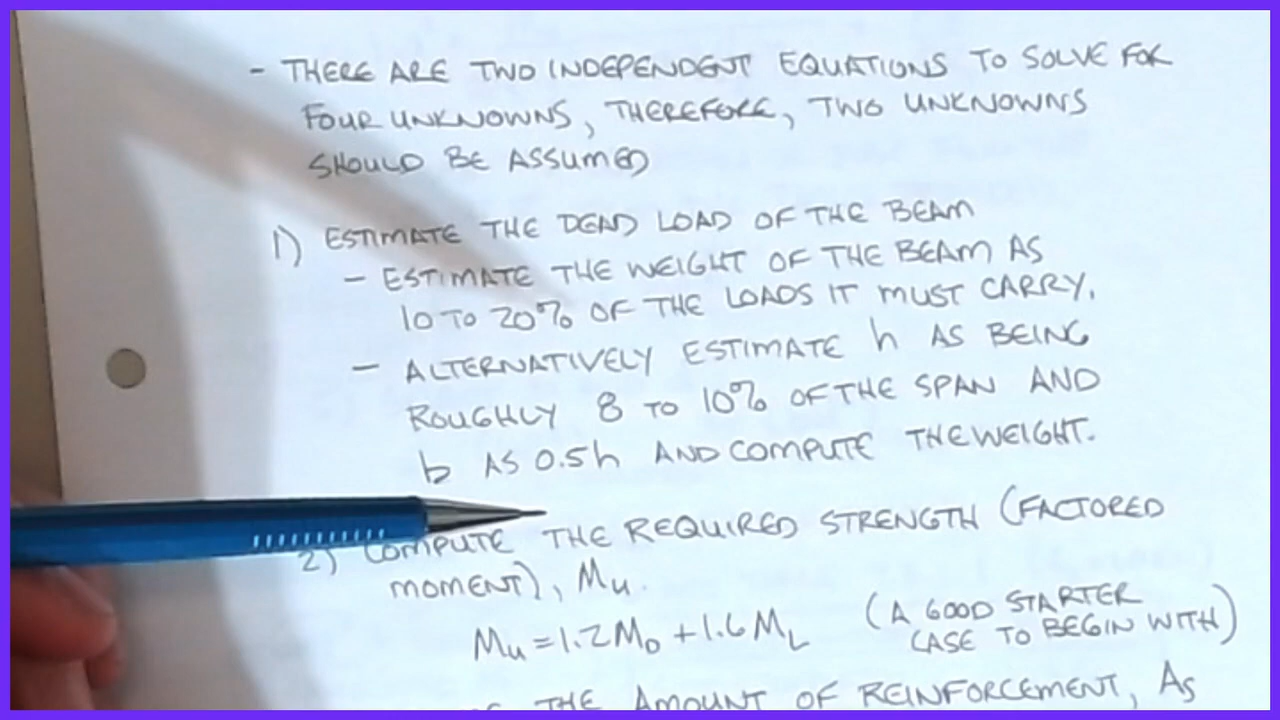 - THERE ARE TWO INDEPENDENT EQUATIONS TO SOLVE FOR
FOUR UNKNOWNS, THEREFORE, TWO UNKNOWNS
SHOULD BE ASSUMED
1) ESTIMATE THE DEAD LOAD OF THE BEAM
- ESTIMATE THE WEIGHT OF THE BEAM AS
10 TO 20% OF THE LOADS IT MUST CARRY.
- ALTERNATIVELY ESTIMATE h AS BEING
ROUGHLY 8 TO 10% OF THE SPAN AND
b AS 0.5h AND COMPUTE THE WEIGHT.
2) COMPUTE THE REQUIRED STRENGTH (FACTORED
MOMENT), Mu.
Mu = 1.2MD + 1.6ML (A GOOD STARTER
CASE TO BEGIN WITH)
THE AMOUNT OF REINFORCEMENT, As